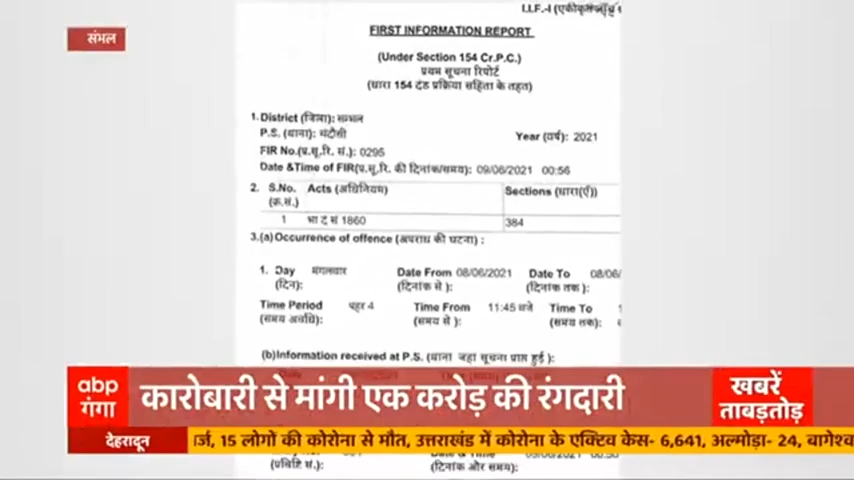 I.I.F.-I (एकीकृत जाँच
संभल
FIRST INFORMATION REPORT
(Under Section 154 Cr.P.C.)
प्रथम सूचना रिपोर्ट
(धारा 154 दंड प्रक्रिया संहिता के तहत)
1. District (जिला): सम्भल
P.S. (थाना): चंदौसी
Year (वर्ष): 2021
FIR No.(प्र.सू.रि. सं.): 0295
Date &Time of FIR(प्र.सू.रि. की दिनांक/समय): 09/06/2021 00:56
2. S.No. Acts (अधिनियम) Sections (धारा(एँ))
(क.सं.)
1 भा द सं 1860 384
3.(a)Occurrence of offence (अपराध की घटना) :
1. Day मंगलवार Date From 08/06/2021 Date To 08/06/
(दिन): (दिनांक से ): (दिनांक तक ):
Time Period पहर 4 Time From 11:45 बजे Time To
(समय अवधि): (समय से ): (समय तक):
(b)Information received at P.S. (थाना जहा सूचना प्राप्त हुई ):
abp गंगा
कारोबारी से मांगी एक करोड़ की रंगदारी
खबरें
ताबड़तोड़
देहरादून
र्ज, 15 लोगों की कोरोना से मौत, उत्तराखंड में कोरोना के एक्टिव केस- 6,641, अल्मोड़ा- 24, बागेश्व
(प्रविष्टि सं.): (दिनांक और समय):